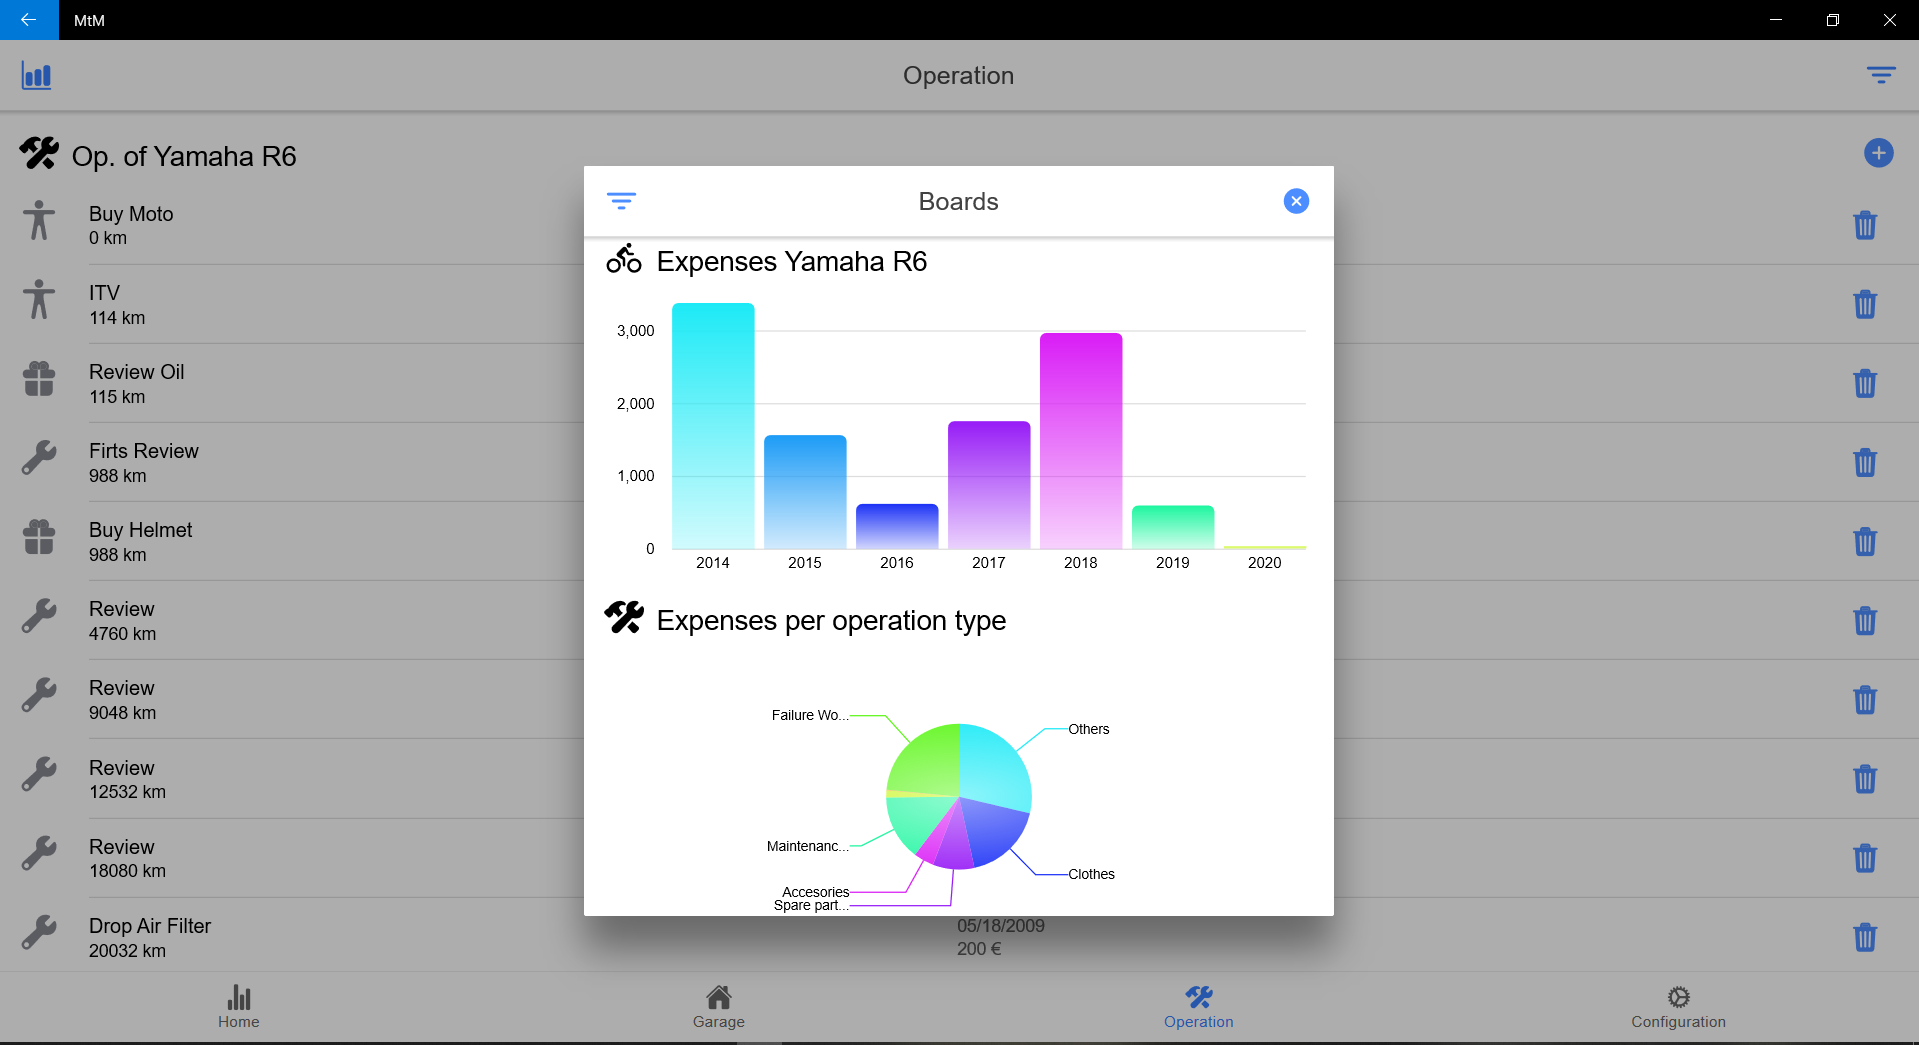 MtM
Operation
Op. of Yamaha R6
Buy Moto
0 km
ITV
114 km
Review Oil
115 km
Firts Review
988 km
Buy Helmet
988 km
Review
4760 km
Review
9048 km
Review
12532 km
Review
18080 km
Drop Air Filter
20032 km
05/18/2009
200 €
Boards
Expenses Yamaha R6
3,000
2,000
1,000
0
2014 2015 2016 2017 2018 2019 2020
Expenses per operation type
Failure Wo...
Others
Maintenanc...
Clothes
Accesories
Spare part...
Home
Garage
Operation
Configuration